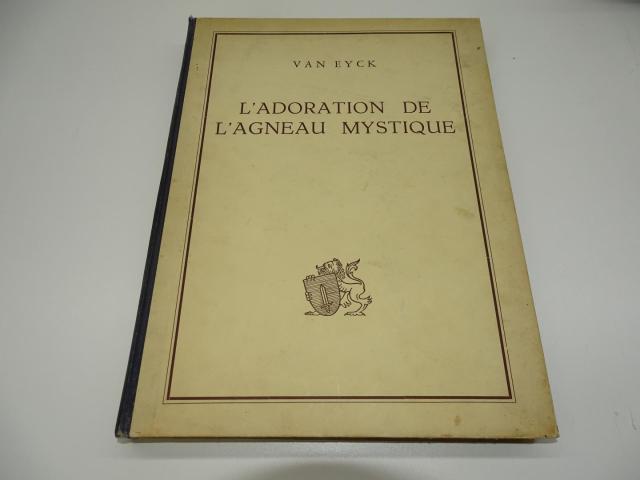 VAN EYCK
L'ADORATION DE
L'AGNEAU MYSTIQUE